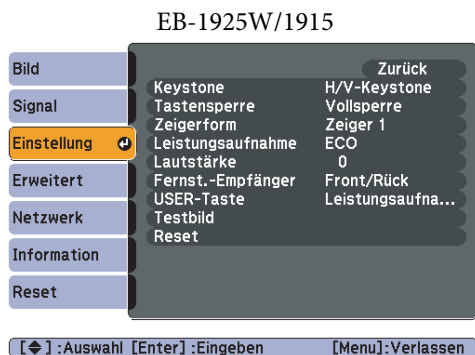 EB-1925W/1915
Bild
Signal
Einstellung
Erweitert
Netzwerk
Information
Reset
Zurück
Keystone H/V-Keystone
Tastensperre Vollsperre
Zeigerform Zeiger 1
Leistungsaufnahme ECO
Lautstärke 0
Fernst.-Empfänger Front/Rück
USER-Taste Leistungsaufna...
Testbild
Reset
[◆] :Auswahl [Enter] :Eingeben [Menu]:Verlassen